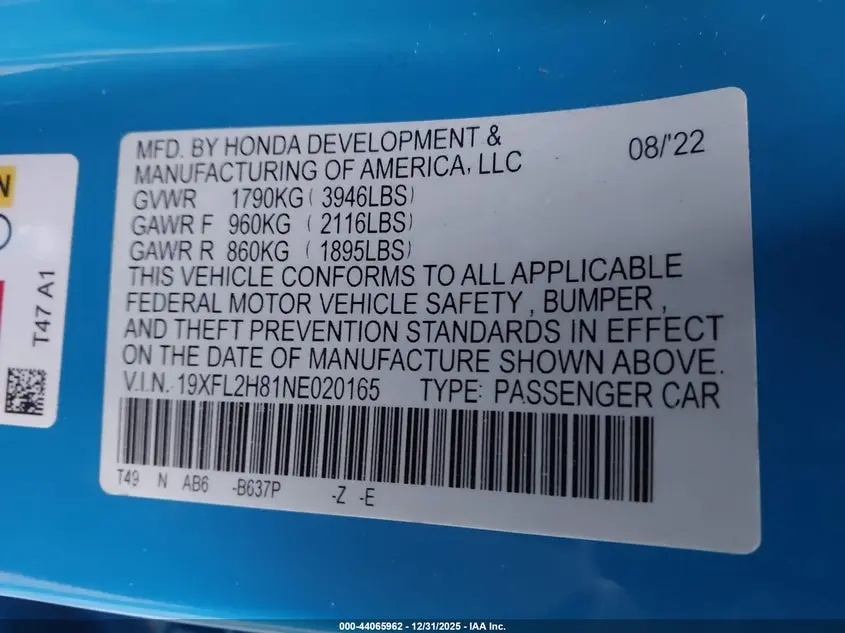 MFD. BY HONDA DEVELOPMENT &
MANUFACTURING OF AMERICA, LLC
08/'22
GVWR 1790KG ( 3946LBS)
GAWR F 960KG ( 2116LBS)
GAWR R 860KG ( 1895LBS)
THIS VEHICLE CONFORMS TO ALL APPLICABLE
FEDERAL MOTOR VEHICLE SAFETY , BUMPER ,
AND THEFT PREVENTION STANDARDS IN EFFECT
ON THE DATE OF MANUFACTURE SHOWN ABOVE.
V.I.N. 19XFL2H81NE020165 TYPE: PASSENGER CAR
T49 N AB6 -B637P -Z -E
N
T47 A1
000-44065962 - 12/31/2025 - IAA Inc.